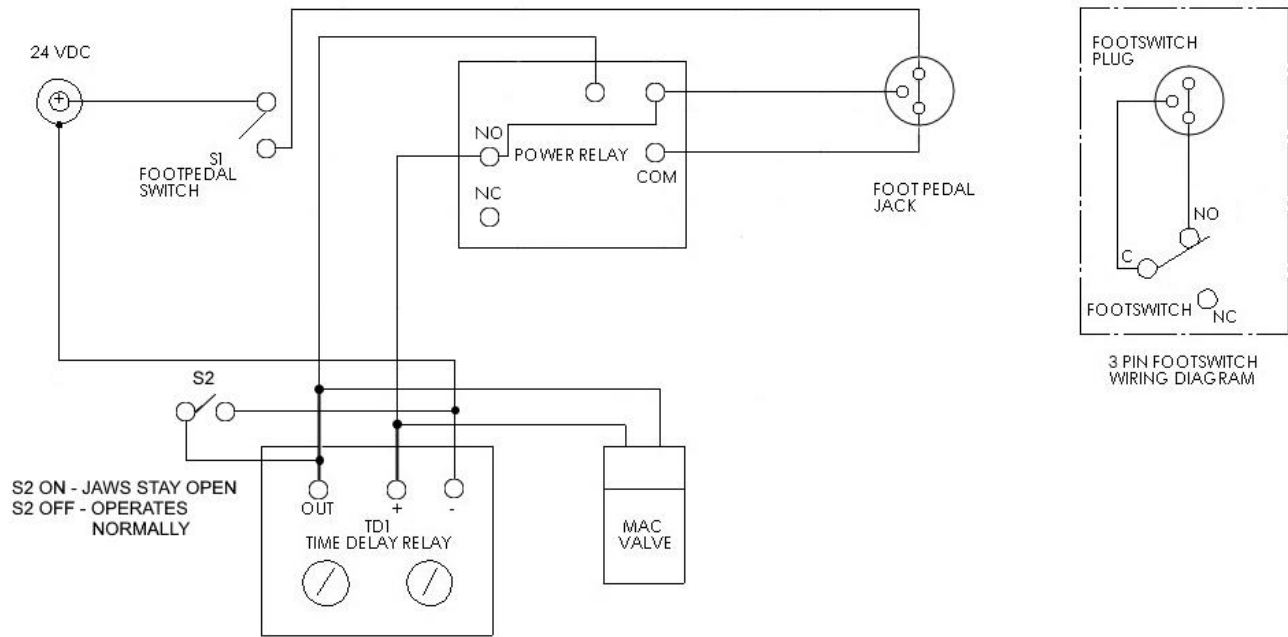 24 VDC
+
S1
FOOTPEDAL
SWITCH
NO
POWER RELAY
COM
NC
FOOT PEDAL
JACK
FOOTSWITCH
PLUG
NO
C
FOOTSWITCH
NC
3 PIN FOOTSWITCH
WIRING DIAGRAM
S2
S2 ON - JAWS STAY OPEN
S2 OFF - OPERATES
NORMALLY
OUT
+
-
TD1
TIME DELAY RELAY
MAC
VALVE